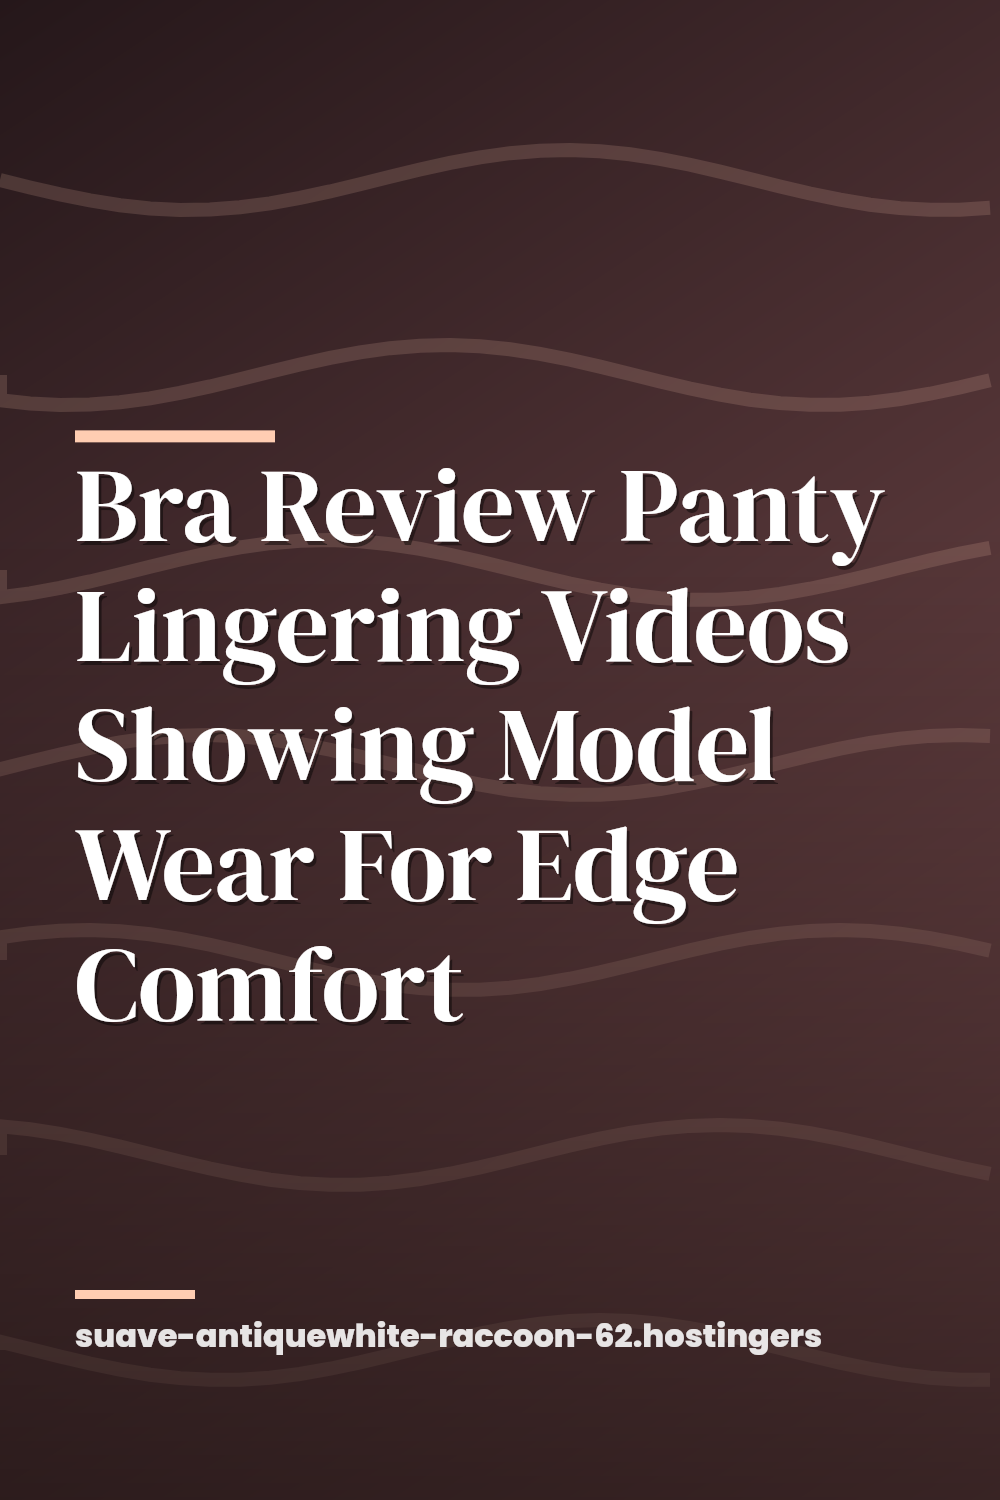 Bra Review Panty
Lingering Videos
Showing Model
Wear For Edge
Comfort
suave-antiquewhite-raccoon-62.hostingers